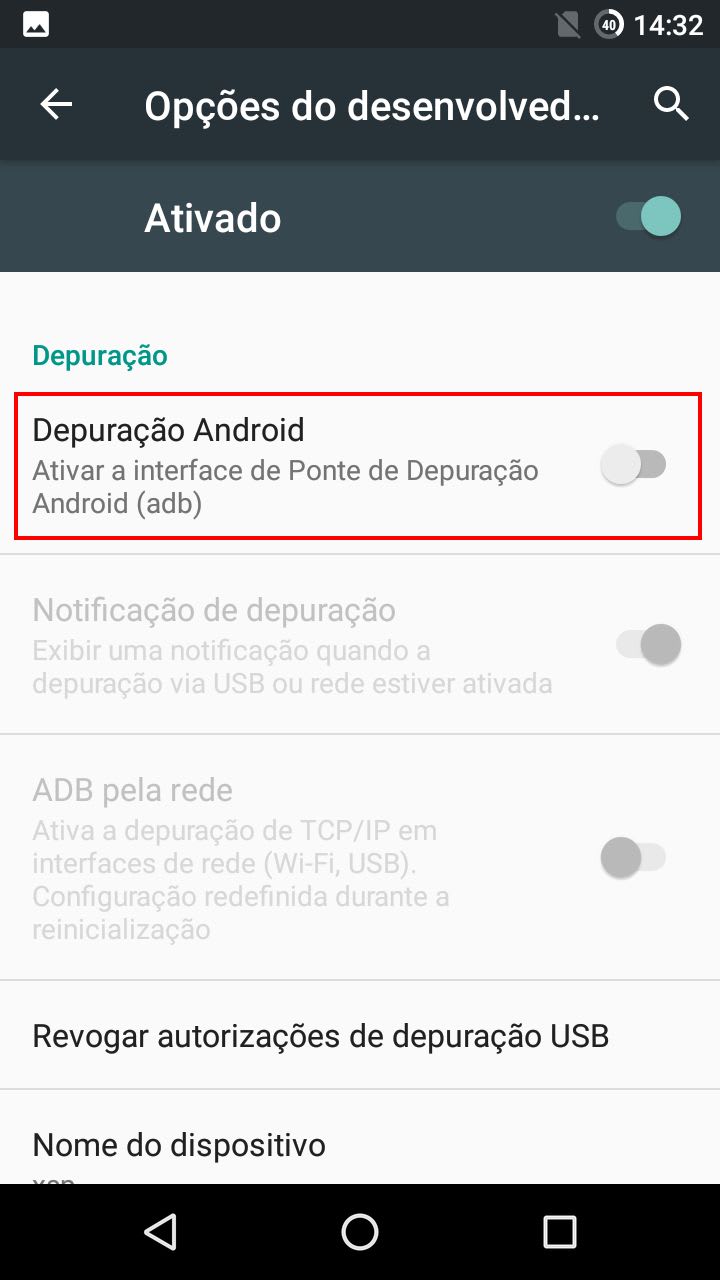 40 14:32
Opções do desenvolved...
Ativado
Depuração
Depuração Android
Ativar a interface de Ponte de Depuração
Android (adb)
Notificação de depuração
Exibir uma notificação quando a
depuração via USB ou rede estiver ativada
ADB pela rede
Ativa a depuração de TCP/IP em
interfaces de rede (Wi-Fi, USB).
Configuração redefinida durante a
reinicialização
Revogar autorizações de depuração USB
Nome do dispositivo